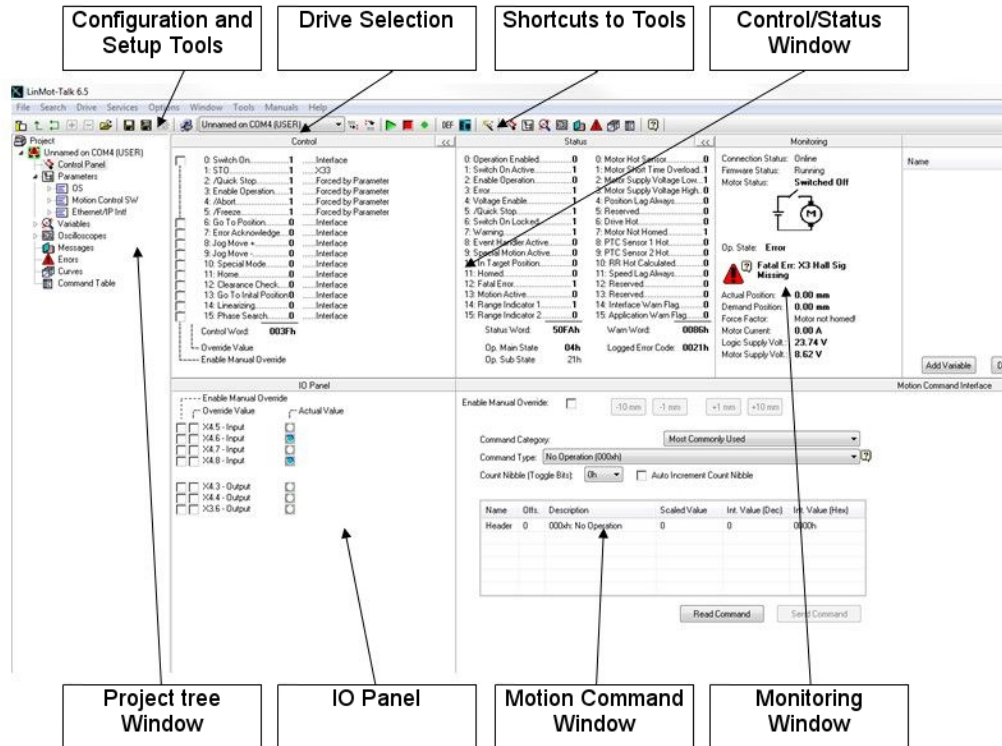 Configuration and
Setup Tools
Drive Selection
Shortcuts to Tools
Control/Status
Window
LinMot-Talk 6.5
File Search Drive Services Options Window Tools Manuals Help
Unnamed on COM4 (USER)
DEF
Project
Unnamed on COM4 (USER)
Control Panel
Parameters
OS
Motion Control SW
Ethernet/IP Intf
Variables
Oscilloscopes
Messages
Errors
Curves
Command Table
Control <<
0: Switch On 1 Interface
1: STO 1 X33
2: /Quick Stop 1 Forced by Parameter
3: Enable Operation 1 Forced by Parameter
4: /Abort 1 Forced by Parameter
5: /Freeze 1 Forced by Parameter
6: Go To Position 0 Interface
7: Error Acknowledge 0 Interface
8: Jog Move + 0 Interface
9: Jog Move - 0 Interface
10: Special Mode 0 Interface
11: Home 0 Interface
12: Clearance Check 0 Interface
13: Go To Inital Position 0 Interface
14: Linearizing 0 Interface
15: Phase Search 0 Interface
Control Word: 003Fh
Override Value
Enable Manual Override
Status <<
0: Operation Enabled 0
1: Switch On Active 1
2: Enable Operation 0
3: Error 1
4: Voltage Enable 1
5: /Quick Stop 1
6: Switch On Locked 1
7: Warning 1
8: Event Handler Active 0
9: Special Motion Active 0
In Target Position 0
11: Homed 0
12: Fatal Error 1
13: Motion Active 0
14: Range Indicator 1 1
15: Range Indicator 2 0
Status Word: 50FAh
Op. Main State 04h
Op. Sub State 21h
0: Motor Hot Sensor 0
1: Motor Short Time Overload 1
2: Motor Supply Voltage Low 1
3: Motor Supply Voltage High 0
4: Position Lag Always 0
5: Reserved 0
6: Drive Hot 0
7: Motor Not Homed 1
8: PTC Sensor 1 Hot 0
9: PTC Sensor 2 Hot 0
10: RR Hot Calculated 0
11: Speed Lag Always 0
12: Reserved 0
13: Reserved 0
14: Interface Warn Flag 0
15: Application Warn Flag 0
Warn Word: 0086h
Logged Error Code: 0021h
Monitoring
Connection Status: Online
Firmware Status: Running
Motor Status: Switched Off
M
Op. State: Error
Fatal Err: X3 Hall Sig
Missing
Actual Position: 0.00 mm
Demand Position: 0.00 mm
Force Factor: Motor not homed!
Motor Current: 0.00 A
Logic Supply Volt.: 23.74 V
Motor Supply Volt.: 8.62 V
Name
Add Variable
D
IO Panel
Enable Manual Override
Override Value Actual Value
X4.5 - Input
X4.6 - Input
X4.7 - Input
X4.8 - Input
X4.3 - Output
X4.4 - Output
X3.6 - Output
Motion Command Interface
Enable Manual Override:
-10 mm -1 mm +1 mm +10 mm
Command Category: Most Commonly Used
Command Type: No Operation (000xh)
Count Nibble (Toggle Bits): 0h Auto Increment Count Nibble
Name Offs. Description Scaled Value Int. Value (Dec) Int. Value (Hex)
Header 0 000xh: No Operation 0 0 0000h
Read Command Send Command
Project tree
Window
IO Panel
Motion Command
Window
Monitoring
Window